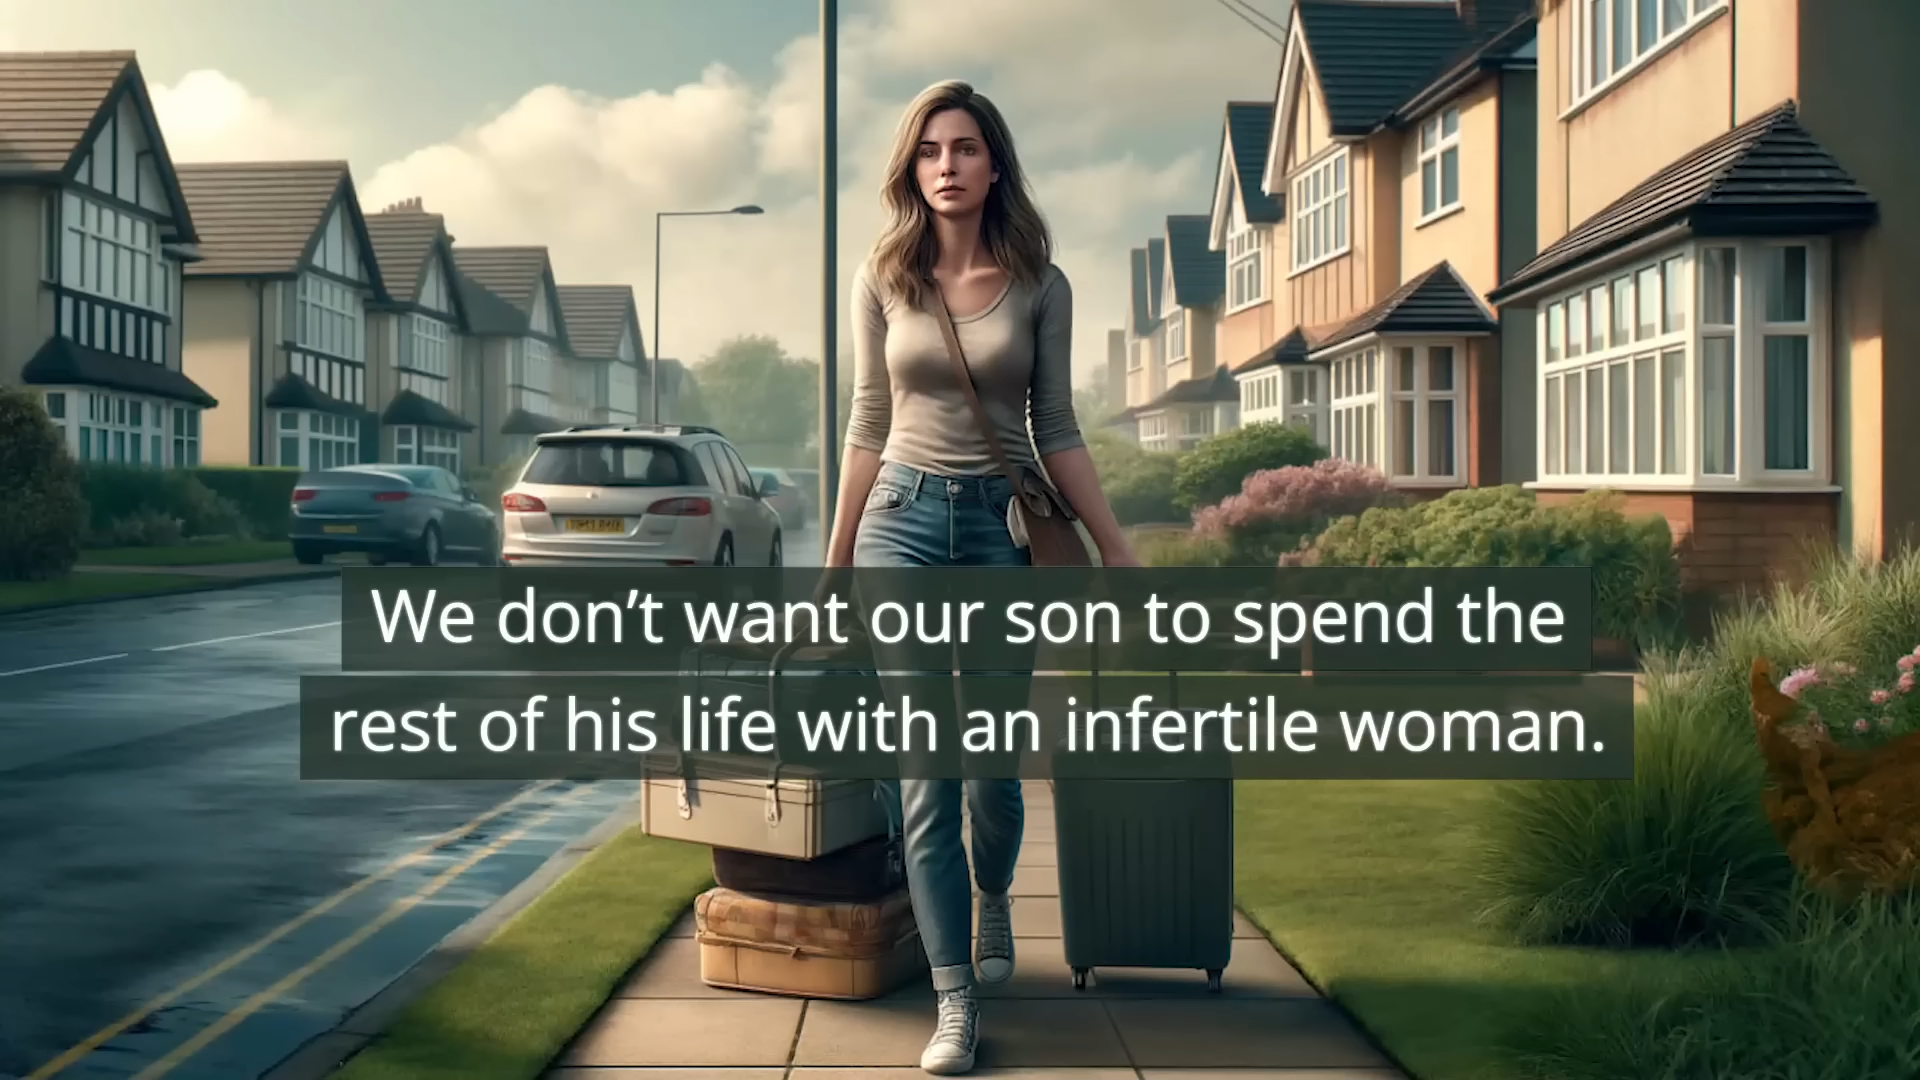 We don’t want our son to spend the
rest of his life with an infertile woman.